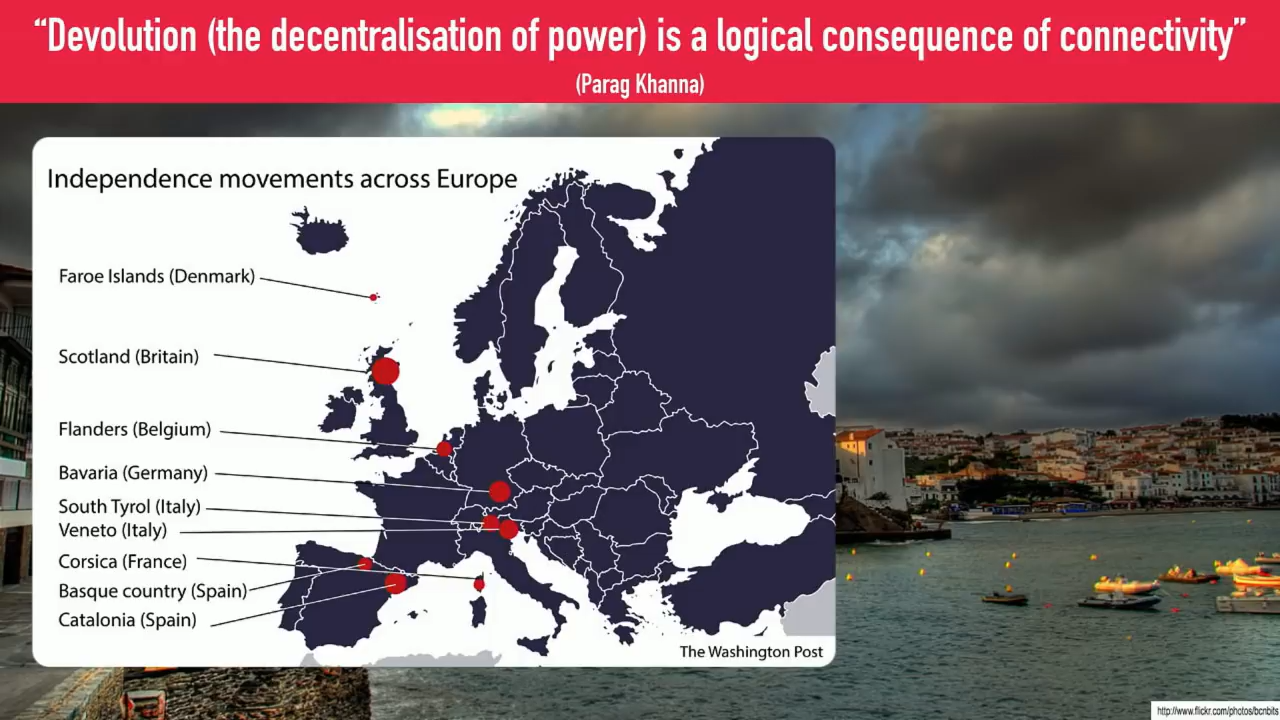 “Devolution (the decentralisation of power) is a logical consequence of connectivity”
(Parag Khanna)
Independence movements across Europe
Faroe Islands (Denmark)
Scotland (Britain)
Flanders (Belgium)
Bavaria (Germany)
South Tyrol (Italy)
Veneto (Italy)
Corsica (France)
Basque country (Spain)
Catalonia (Spain)
The Washington Post
http://www.flickr.com/photos/bcnbits